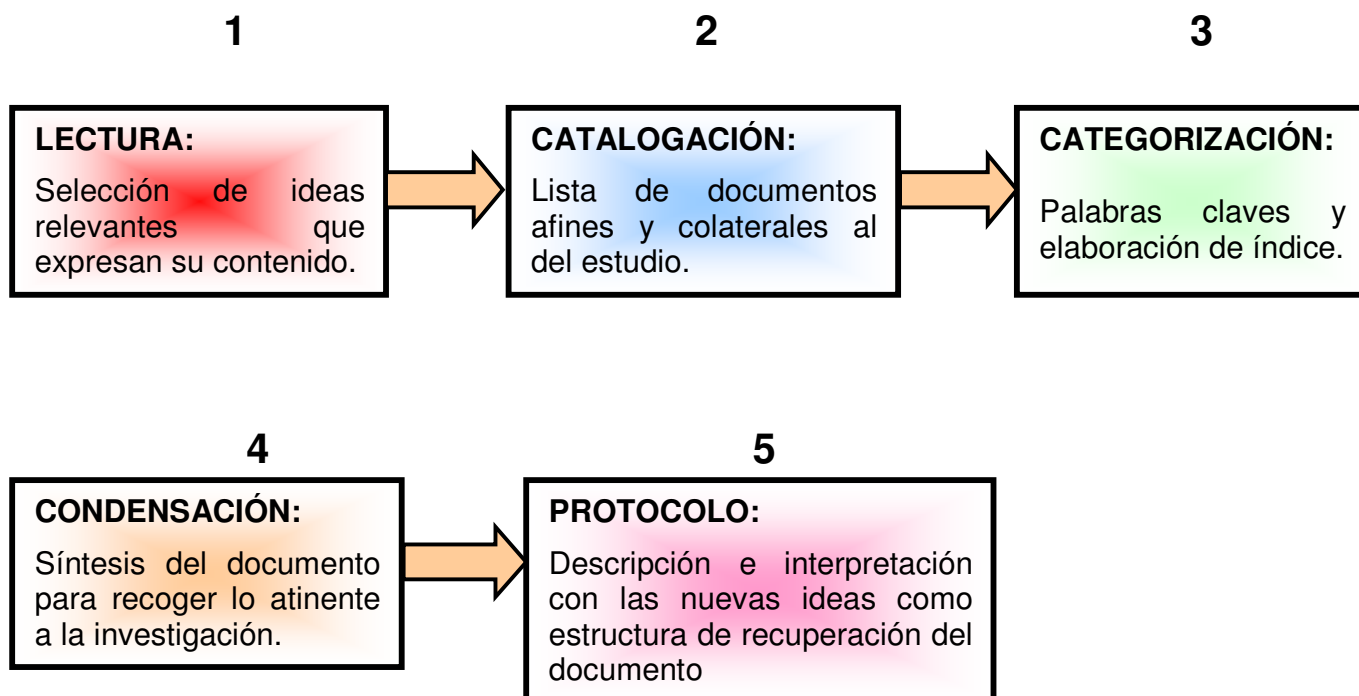 1
2
3
LECTURA:
Selección de ideas
relevantes que
expresan su contenido.
CATALOGACIÓN:
Lista de documentos
afines y colaterales al
del estudio.
CATEGORIZACIÓN:
Palabras claves y
elaboración de índice.
4
5
CONDENSACIÓN:
Síntesis del documento
para recoger lo atinente
a la investigación.
PROTOCOLO:
Descripción e interpretación
con las nuevas ideas como
estructura de recuperación del
documento